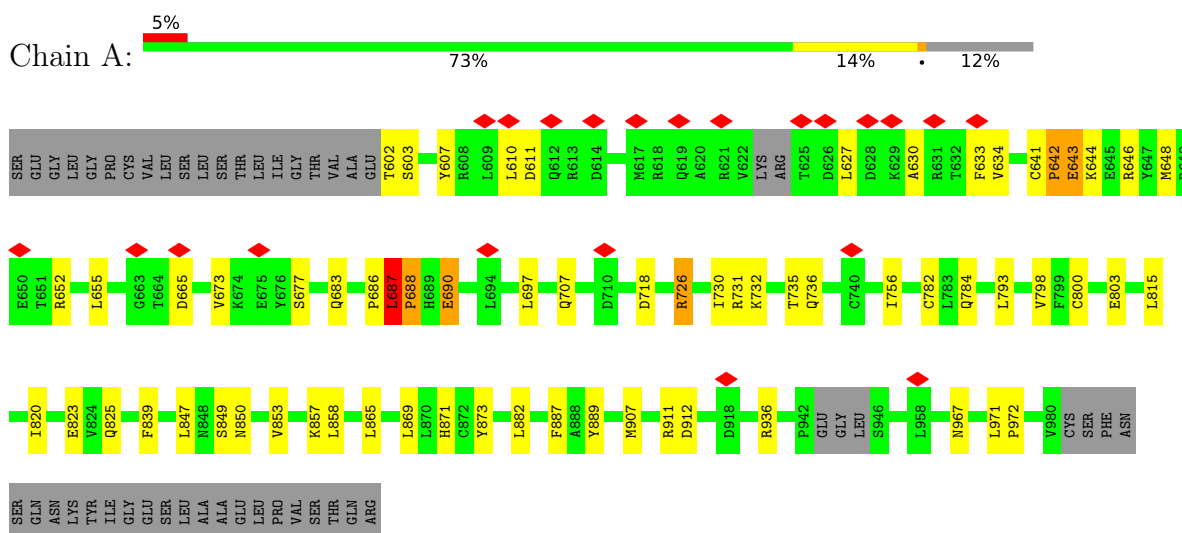 5%
Chain A:
73% 14% • 12%
SER GLU GLY LEU GLY PRO CYS VAL LEU SER LEU SER THR LEU ILE GLY THR VAL ALA GLU T602 S603 Y607 R608 L609 L610 D611 Q612 R613 D614 M617 R618 Q619 A620 R621 V622 LYS ARG T625 D626 L627 D628 K629 A630 R631 T632 F633 V634 C641 P642 E643 K644 E645 R646 Y647 M648
E650 T651 R652 L655 G663 T664 D665 V673 K674 E675 Y676 S677 Q683 P686 L687 P688 H689 E690 L694 L697 Q707 D710 D718 R726 I730 R731 K732 T735 Q736 C740 I756 C782 L783 Q784 L793 V798 F799 C800 E803 L815
I820 E823 V824 Q825 F839 L847 N848 S849 N850 V853 K857 L858 L865 L869 L870 H871 C872 Y873 L882 F887 A888 Y889 M907 R911 D912 D918 R936 P942 GLU GLY LEU S946 L958 N967 L971 P972 V980 CYS SER PHE ASN
SER GLN ASN LYS TYR ILE GLY GLU SER LEU ALA ALA GLU LEU PRO VAL SER THR GLN ARG